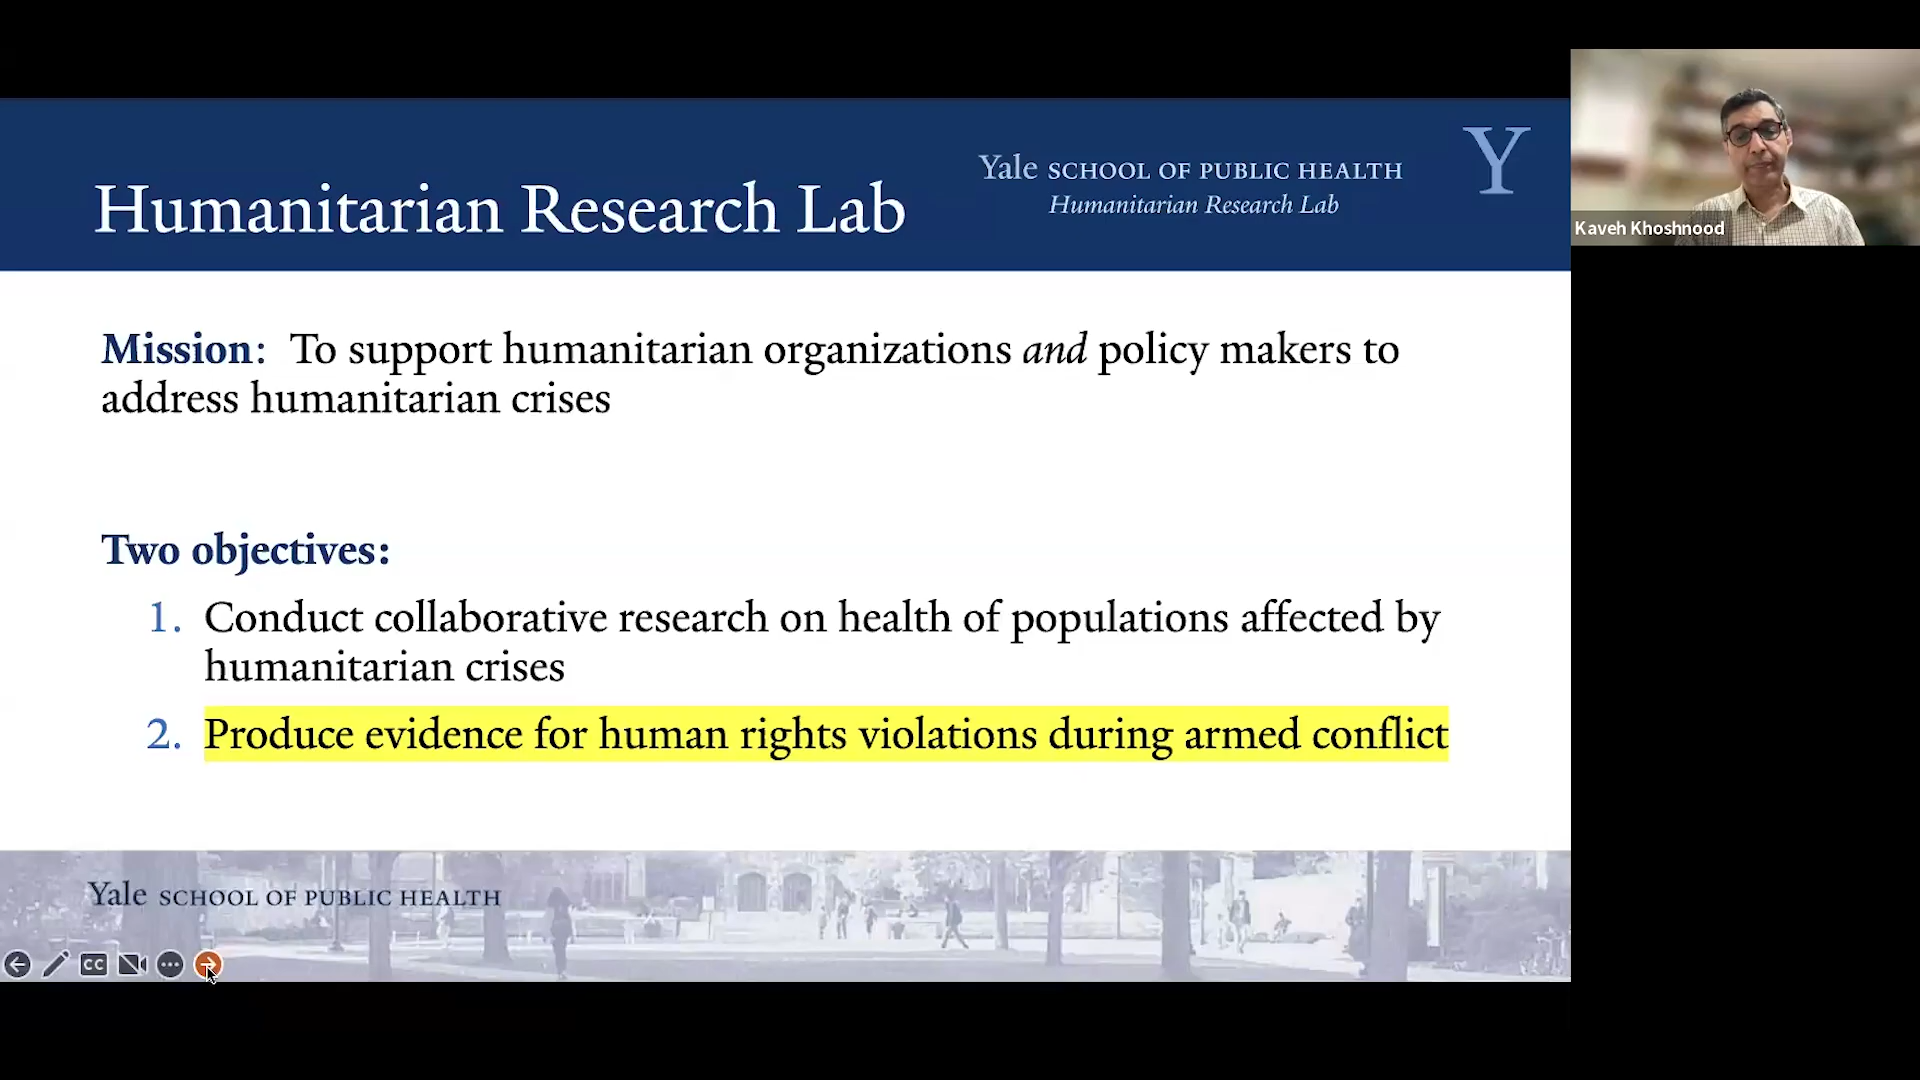 Humanitarian Research Lab
Yale SCHOOL OF PUBLIC HEALTH
Humanitarian Research Lab
Y
Kaveh Khoshnood
Mission: To support humanitarian organizations and policy makers to
address humanitarian crises
Two objectives:
1. Conduct collaborative research on health of populations affected by
humanitarian crises
2. Produce evidence for human rights violations during armed conflict
Yale SCHOOL OF PUBLIC HEALTH
CC